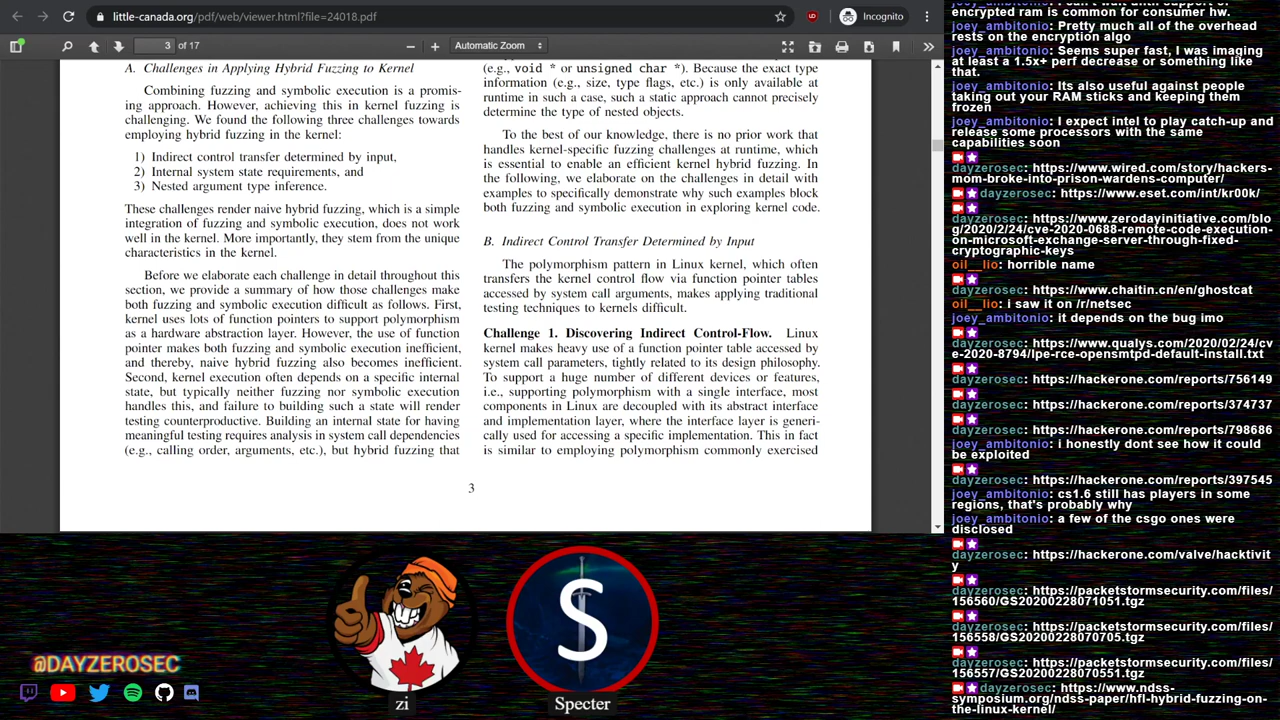 little-canada.org/pdf/web/viewer.html?file=24018.pdf
Incognito
3 of 17
Automatic Zoom
A. Challenges in Applying Hybrid Fuzzing to Kernel
Combining fuzzing and symbolic execution is a promis-
ing approach. However, achieving this in kernel fuzzing is
challenging. We found the following three challenges towards
employing hybrid fuzzing in the kernel:
1) Indirect control transfer determined by input,
2) Internal system state requirements, and
3) Nested argument type inference.
These challenges render naive hybrid fuzzing, which is a simple
integration of fuzzing and symbolic execution, does not work
well in the kernel. More importantly, they stem from the unique
characteristics in the kernel.
Before we elaborate each challenge in detail throughout this
section, we provide a summary of how those challenges make
both fuzzing and symbolic execution difficult as follows. First,
kernel uses lots of function pointers to support polymorphism
as a hardware abstraction layer. However, the use of function
pointer makes both fuzzing and symbolic execution inefficient,
and thereby, naive hybrid fuzzing also becomes inefficient.
Second, kernel execution often depends on a specific internal
state, but typically neither fuzzing nor symbolic execution
handles this, and failure to building such a state will render
testing counterproductive. Building an internal state for having
meaningful testing requires analysis in system call dependencies
(e.g., calling order, arguments, etc.), but hybrid fuzzing that
(e.g., void * or unsigned char *). Because the exact type
information (e.g., size, type flags, etc.) is only available at
runtime in such a case, such a static approach cannot precisely
determine the type of nested objects.
To the best of our knowledge, there is no prior work that
handles kernel-specific fuzzing challenges at runtime, which
is essential to enable an efficient kernel hybrid fuzzing. In
the following, we elaborate on the challenges in detail with
examples to specifically demonstrate why such examples block
both fuzzing and symbolic execution in exploring kernel code.
B. Indirect Control Transfer Determined by Input
The polymorphism pattern in Linux kernel, which often
transfers the kernel control flow via function pointer tables
accessed by system call arguments, makes applying traditional
testing techniques to kernels difficult.
Challenge 1. Discovering Indirect Control-Flow. Linux
kernel makes heavy use of a function pointer table accessed by
system call parameters, tightly related to its design philosophy.
To support a huge number of different devices or features,
i.e., supporting polymorphism with a single interface, most
components in Linux are decoupled with its abstract interface
and implementation layer, where the interface layer is generi-
cally used for accessing a specific implementation. This in fact
is similar to employing polymorphism commonly exercised
3
encrypted ram is common for consumer hw.
joey_ambitonio: Pretty much all of the overhead
rests on the encryption algo
joey_ambitonio: Seems super fast, I was imaging
at least a 1.5x+ perf decrease or something like
that.
joey_ambitonio: Its also useful against people
taking out your RAM sticks and keeping them
frozen
joey_ambitonio: I expect intel to play catch-up and
release some processors with the same
capabilities soon
dayzerosec: https://www.wired.com/story/hackers-
mom-broke-into-prison-wardens-computer/
dayzerosec: https://www.eset.com/int/kr00k/
dayzerosec: https://www.zerodayinitiative.com/blo
g/2020/2/24/cve-2020-0688-remote-code-execution-
on-microsoft-exchange-server-through-fixed-
cryptographic-keys
oil__lio: horrible name
dayzerosec: https://www.chaitin.cn/en/ghostcat
oil__lio: i saw it on /r/netsec
joey_ambitonio: it depends on the bug imo
dayzerosec: https://www.qualys.com/2020/02/24/cv
e-2020-8794/lpe-rce-opensmtpd-default-install.txt
dayzerosec: https://hackerone.com/reports/756149
dayzerosec: https://hackerone.com/reports/374737
dayzerosec: https://hackerone.com/reports/798686
joey_ambitonio: i honestly dont see how it could
be exploited
dayzerosec: https://hackerone.com/reports/397545
joey_ambitonio: cs1.6 still has players in some
regions, that's probably why
joey_ambitonio: a few of the csgo ones were
disclosed
dayzerosec: https://hackerone.com/valve/hacktivit
y
dayzerosec: https://packetstormsecurity.com/files/
156560/GS20200228071051.tgz
dayzerosec: https://packetstormsecurity.com/files/
156558/GS20200228070705.tgz
dayzerosec: https://packetstormsecurity.com/files/
156557/GS20200227070551.tgz
dayzerosec: https://www.ndss-
symposium.org/ndss-paper/hfl-hybrid-fuzzing-on-
the-linux-kernel/
@DAYZEROSEC
S
zi
Specter